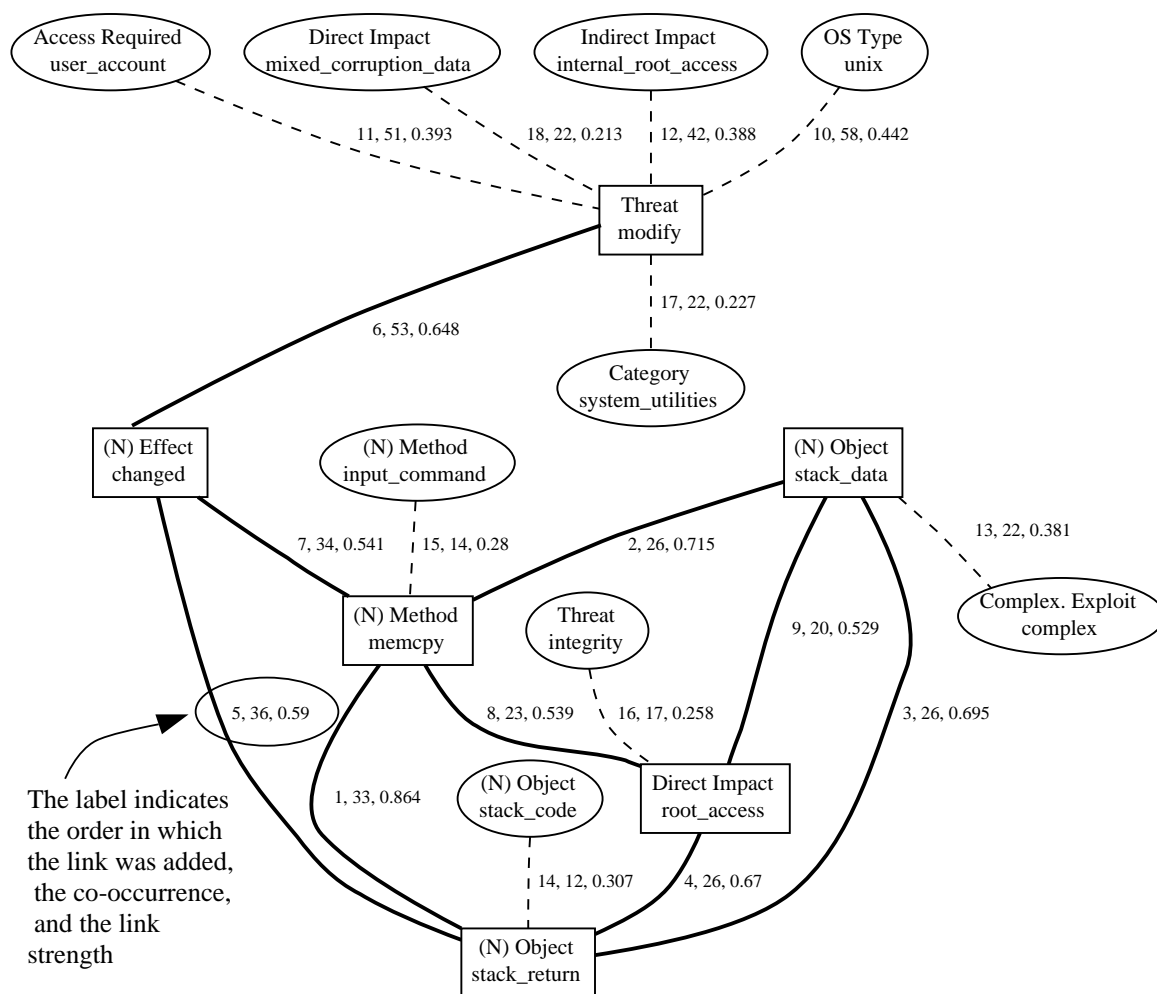 Access Required
user_account
Direct Impact
mixed_corruption_data
Indirect Impact
internal_root_access
OS Type
unix
11, 51, 0.393
18, 22, 0.213
12, 42, 0.388
10, 58, 0.442
Threat
modify
17, 22, 0.227
6, 53, 0.648
Category
system_utilities
(N) Effect
changed
(N) Method
input_command
(N) Object
stack_data
7, 34, 0.541
15, 14, 0.28
2, 26, 0.715
13, 22, 0.381
(N) Method
memcpy
Threat
integrity
9, 20, 0.529
Complex. Exploit
complex
5, 36, 0.59
8, 23, 0.539
16, 17, 0.258
3, 26, 0.695
The label indicates
the order in which
the link was added,
the co-occurrence,
and the link
strength
1, 33, 0.864
(N) Object
stack_code
Direct Impact
root_access
14, 12, 0.307
4, 26, 0.67
(N) Object
stack_return